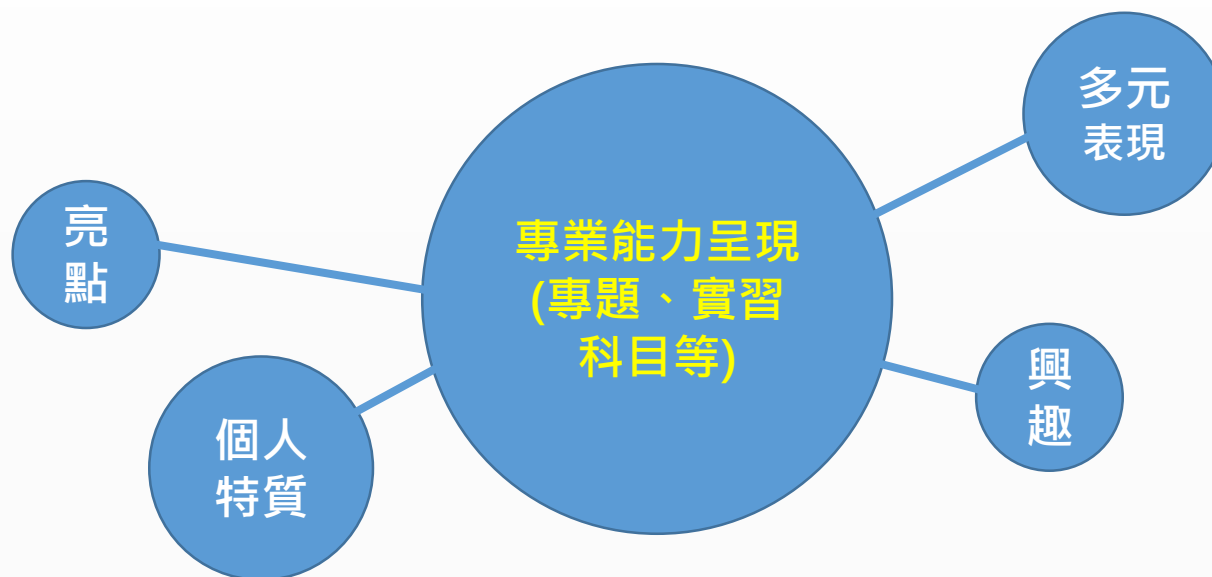 多元
表現
亮
點
專業能力呈現
(專題、實習
科目等)
興
趣
個人
特質